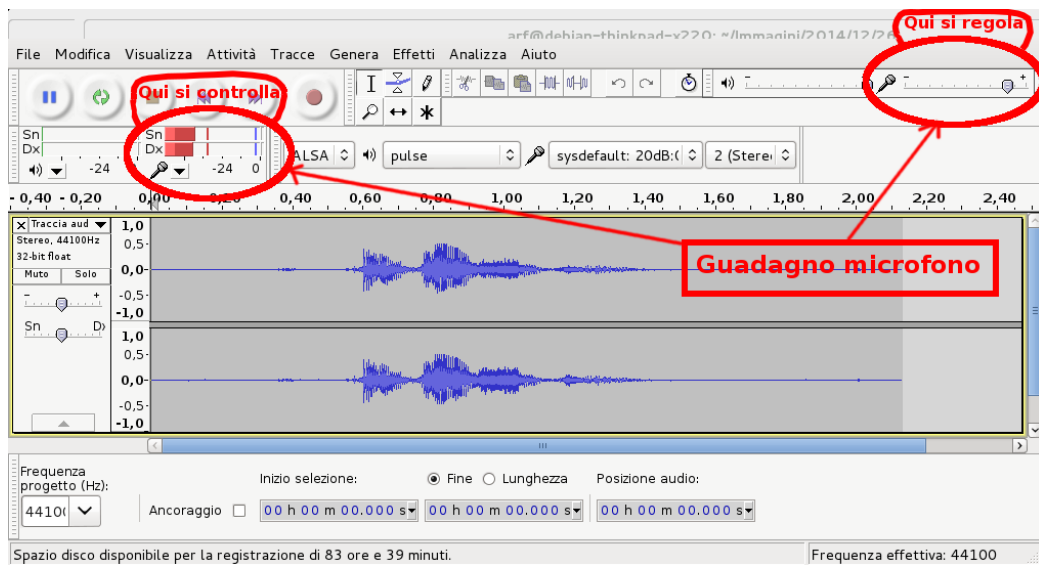 arf@debian-thinkpad-x220: ~/Immagini/2014/12/26
Qui si regola
File Modifica Visualizza Attività Tracce Genera Effetti Analizza Aiuto
Qui si controlla
Sn Sn
Dx Dx
-24 -24 0
ALSA pulse sysdefault: 20dB:( 2 (Stere
- 0,40 - 0,20 0,00 0,20 0,40 0,60 0,80 1,00 1,20 1,40 1,60 1,80 2,00 2,20 2,40
Traccia aud
Stereo, 44100Hz
32-bit float
Muto Solo
- +
Sn D
1,0
0,5
0,0
-0,5
-1,0
1,0
0,5
0,0
-0,5
-1,0
Guadagno microfono
Frequenza
progetto (Hz):
4410
Inizio selezione: Fine Lunghezza Posizione audio:
Ancoraggio 00 h 00 m 00.000 s 00 h 00 m 00.000 s 00 h 00 m 00.000 s
Spazio disco disponibile per la registrazione di 83 ore e 39 minuti. Frequenza effettiva: 44100